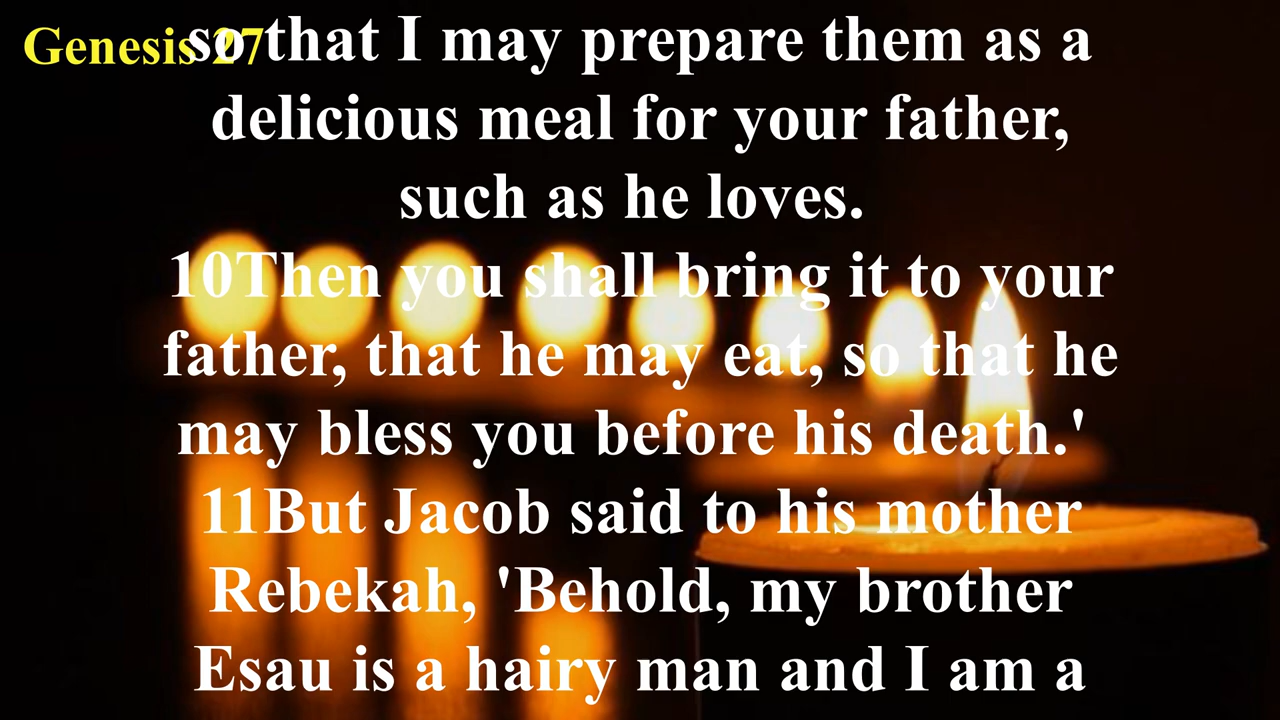 Genesis 27
so that I may prepare them as a
delicious meal for your father,
such as he loves.
10Then you shall bring it to your
father, that he may eat, so that he
may bless you before his death.'
11But Jacob said to his mother
Rebekah, 'Behold, my brother
Esau is a hairy man and I am a